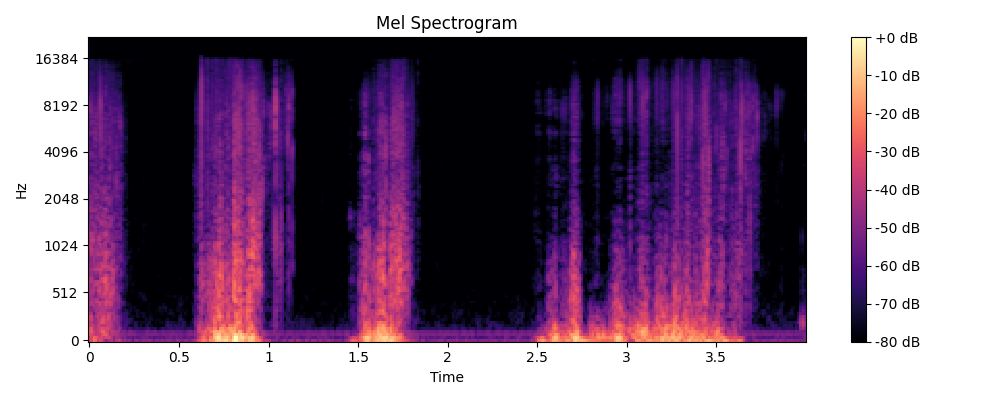 Mel Spectrogram
Hz
16384
8192
4096
2048
1024
512
0
0 0.5 1 1.5 2 2.5 3 3.5
Time
+0 dB
-10 dB
-20 dB
-30 dB
-40 dB
-50 dB
-60 dB
-70 dB
-80 dB